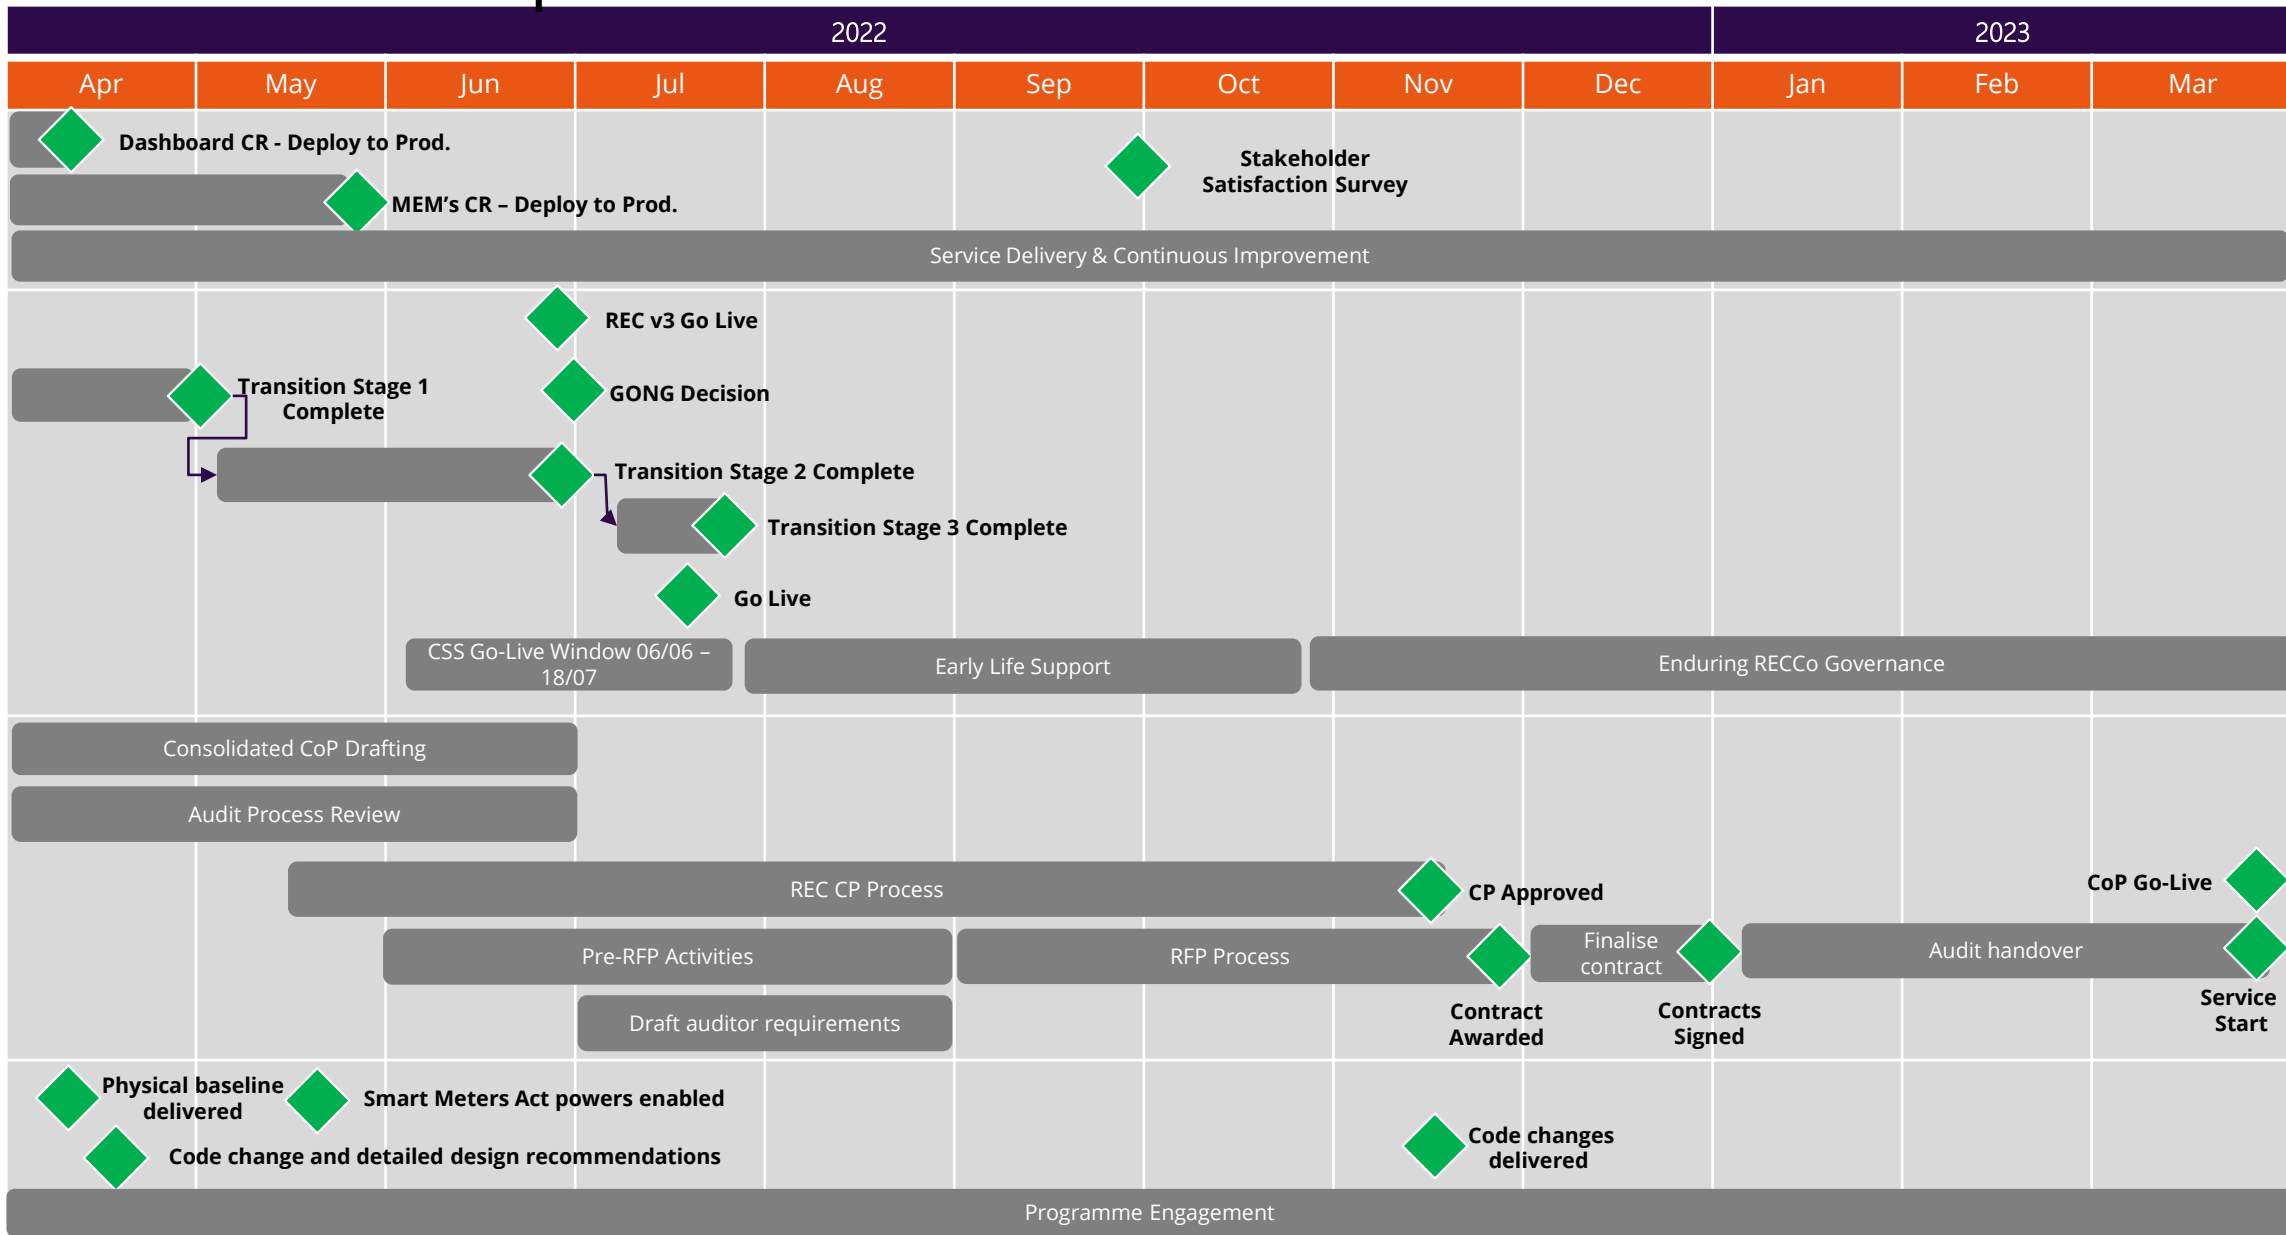 2022
2023
Apr
May
Jun
Jul
Aug
Sep
Oct
Nov
Dec
Jan
Feb
Mar
Dashboard CR - Deploy to Prod.
Stakeholder
Satisfaction Survey
MEM’s CR – Deploy to Prod.
Service Delivery & Continuous Improvement
REC v3 Go Live
Transition Stage 1
Complete
GONG Decision
Transition Stage 2 Complete
Transition Stage 3 Complete
Go Live
CSS Go-Live Window 06/06 –
18/07
Early Life Support
Enduring RECCo Governance
Consolidated CoP Drafting
Audit Process Review
REC CP Process
CP Approved
CoP Go-Live
Pre-RFP Activities
RFP Process
Finalise
contract
Audit handover
Draft auditor requirements
Contract
Awarded
Contracts
Signed
Service
Start
Physical baseline
delivered
Smart Meters Act powers enabled
Code change and detailed design recommendations
Code changes
delivered
Programme Engagement